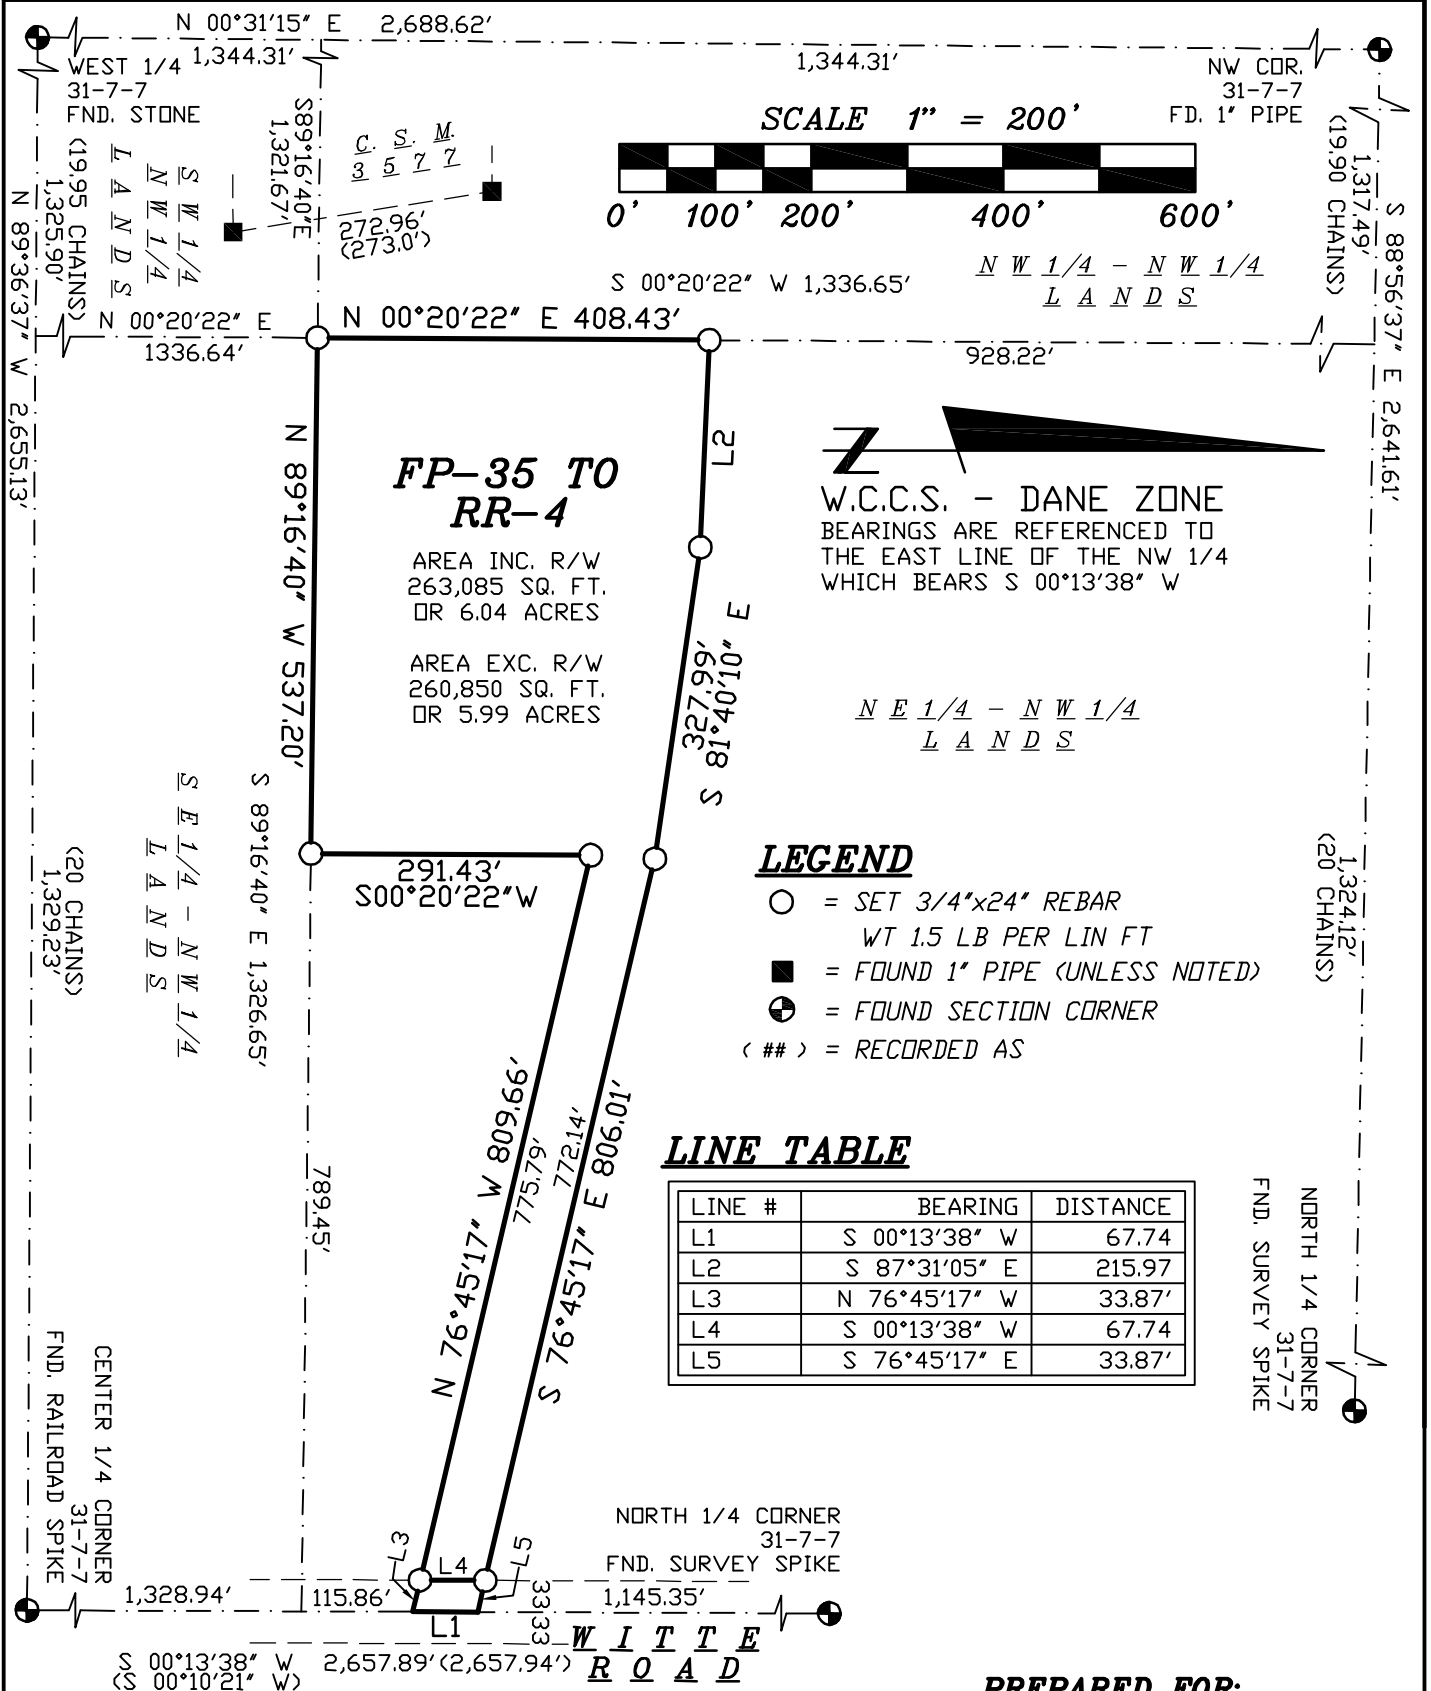 N 00°31'15" E 2,688.62'
1,344.31'
1,344.31'
WEST 1/4
31-7-7
FND. STONE
NW COR.
31-7-7
FD. 1" PIPE
(19.95 CHAINS)
1,325.90'
N 89°36'37" W 2,655.13'
S W 1/4
N W 1/4
L A N D S
S89°16'40"E
1,321.67'
C. S. M.
3 5 7 7
272.96'
(273.0')
SCALE 1" = 200'
0' 100' 200' 400' 600'
1,317.49'
(19.90 CHAINS)
S 88°56'37" E 2,641.61'
S 00°20'22" W 1,336.65'
N W 1/4 - N W 1/4
L A N D S
N 00°20'22" E
1336.64'
N 00°20'22" E 408.43'
928.22'
N 89°16'40" W 537.20'
FP-35 TO
RR-4
AREA INC. R/W
263,085 SQ. FT.
OR 6.04 ACRES
AREA EXC. R/W
260,850 SQ. FT.
OR 5.99 ACRES
L2
327.99'
S 81°40'10" E
W.C.C.S. - DANE ZONE
BEARINGS ARE REFERENCED TO
THE EAST LINE OF THE NW 1/4
WHICH BEARS S 00°13'38" W
N E 1/4 - N W 1/4
L A N D S
S E 1/4 - N W 1/4
L A N D S
S 89°16'40" E 1,326.65'
(20 CHAINS)
1,329.23'
291.43'
S00°20'22"W
LEGEND
= SET 3/4"x24" REBAR
WT 1.5 LB PER LIN FT
= FOUND 1" PIPE (UNLESS NOTED)
= FOUND SECTION CORNER
( ## ) = RECORDED AS
1,324.12'
(20 CHAINS)
N 76°45'17" W 809.66'
775.79'
772.14'
S 76°45'17" E 806.01'
789.45'
LINE TABLE
LINE # BEARING DISTANCE
L1 S 00°13'38" W 67.74
L2 S 87°31'05" E 215.97
L3 N 76°45'17" W 33.87'
L4 S 00°13'38" W 67.74
L5 S 76°45'17" E 33.87'
NORTH 1/4 CORNER
31-7-7
FND. SURVEY SPIKE
CENTER 1/4 CORNER
31-7-7
FND. RAILROAD SPIKE
NORTH 1/4 CORNER
31-7-7
FND. SURVEY SPIKE
L3
L4
L5
1,328.94'
115.86'
L1
33
33
1,145.35'
W I T T E
R O A D
S 00°13'38" W 2,657.89'(2,657.94')
(S 00°10'21" W)
PREPARED FOR: